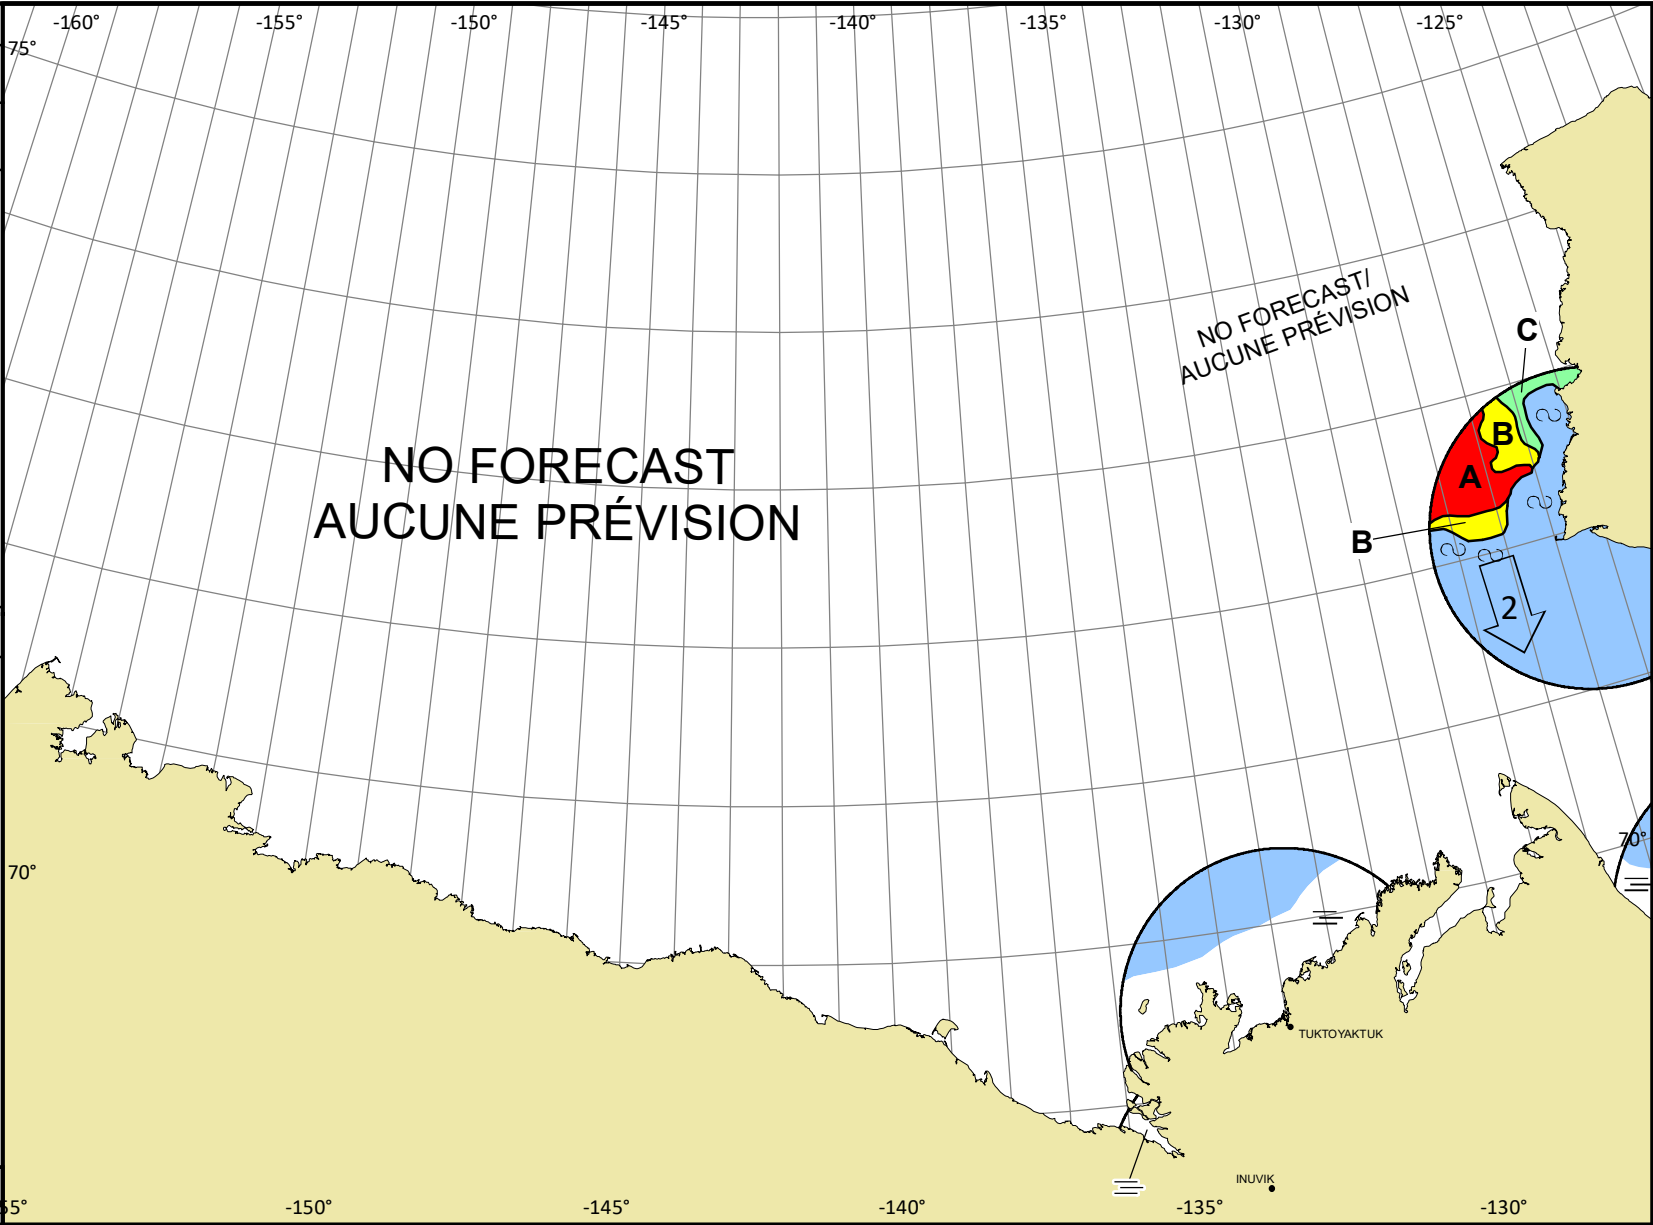 -160° -155° -150° -145° -140° -135° -130° -125°
75°
NO FORECAST/
AUCUNE PRÉVISION
C
B
A
B
2
NO FORECAST
AUCUNE PRÉVISION
70°
70°
TUKTOYAKTUK
INUVIK
55° -150° -145° -140° -135° -130°